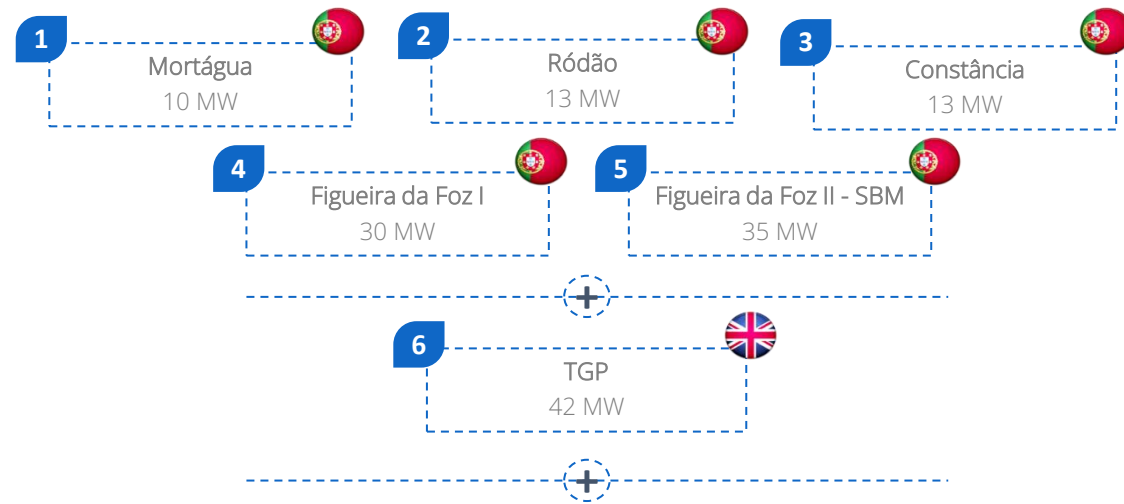 1
Mortágua
10 MW
2
Ródão
13 MW
3
Constância
13 MW
4
Figueira da Foz I
30 MW
5
Figueira da Foz II - SBM
35 MW
+
6
TGP
42 MW
+